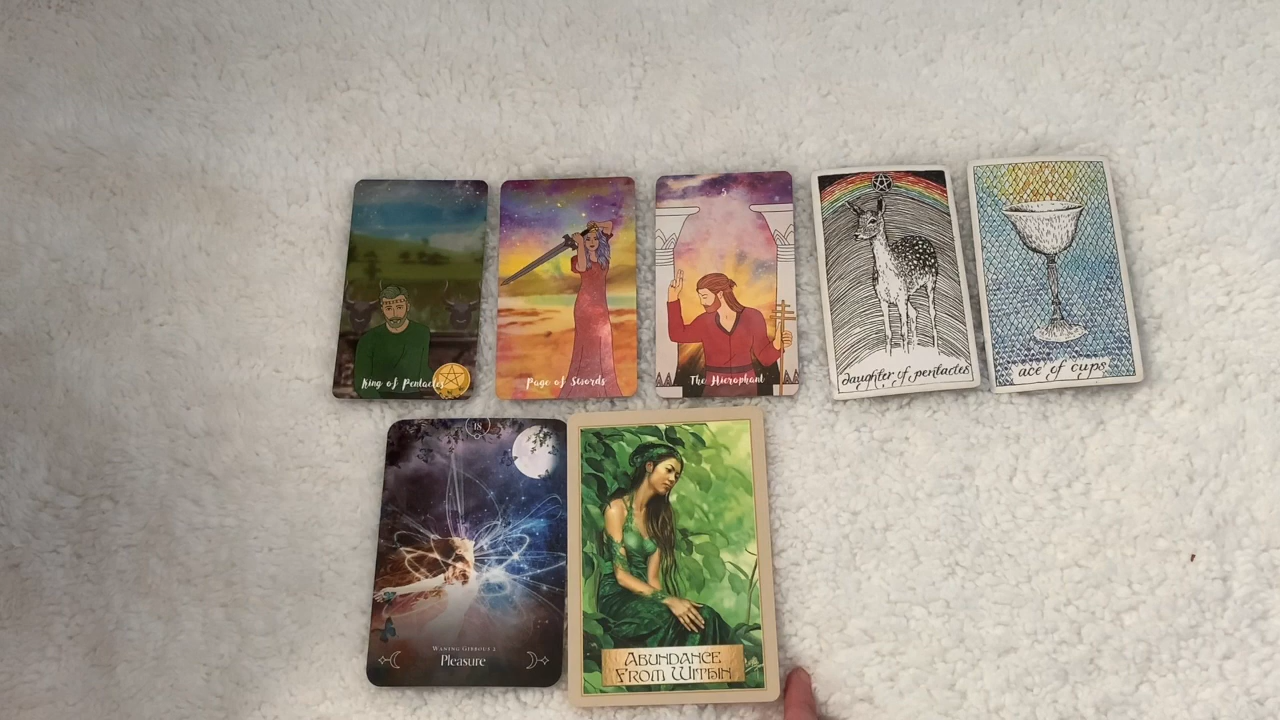 King of Pentacles
Page of Swords
5
The Hierophant
daughter of pentacles
ace of cups
18
Waning Gibbous 2
Pleasure
Abundance
From Within